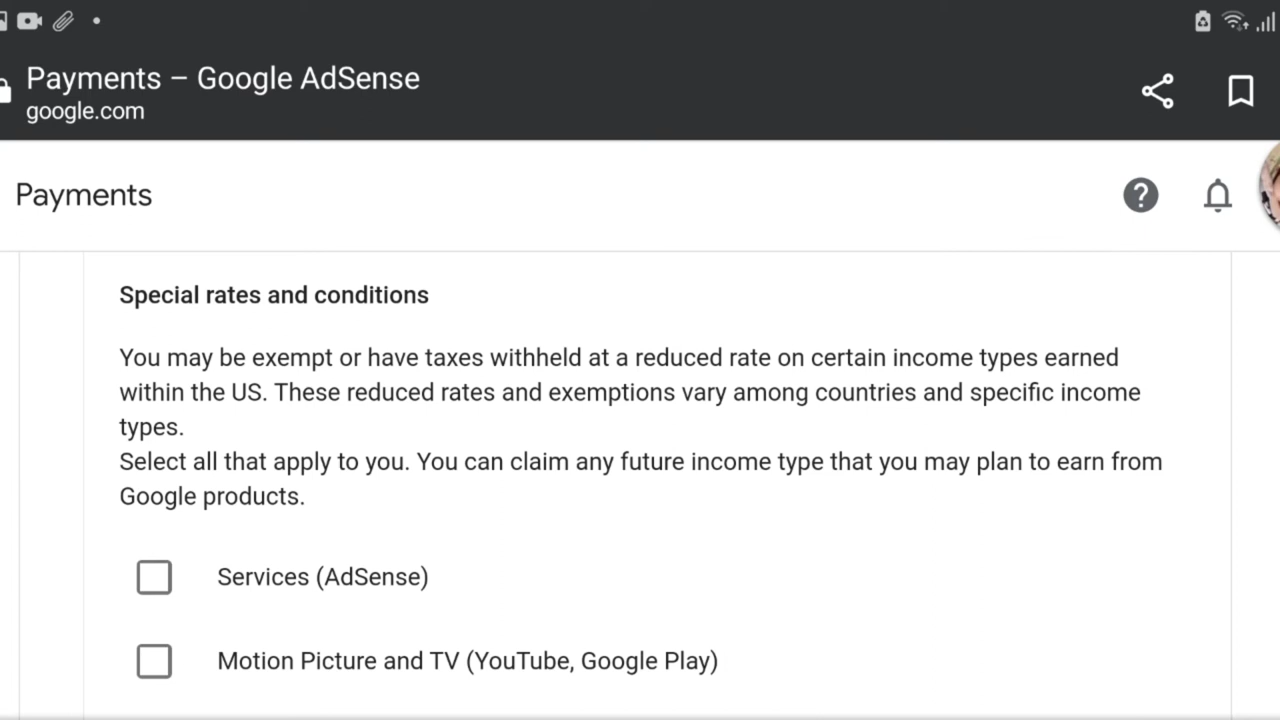 Payments – Google AdSense
google.com
Payments
Special rates and conditions
You may be exempt or have taxes withheld at a reduced rate on certain income types earned
within the US. These reduced rates and exemptions vary among countries and specific income
types.
Select all that apply to you. You can claim any future income type that you may plan to earn from
Google products.
Services (AdSense)
Motion Picture and TV (YouTube, Google Play)